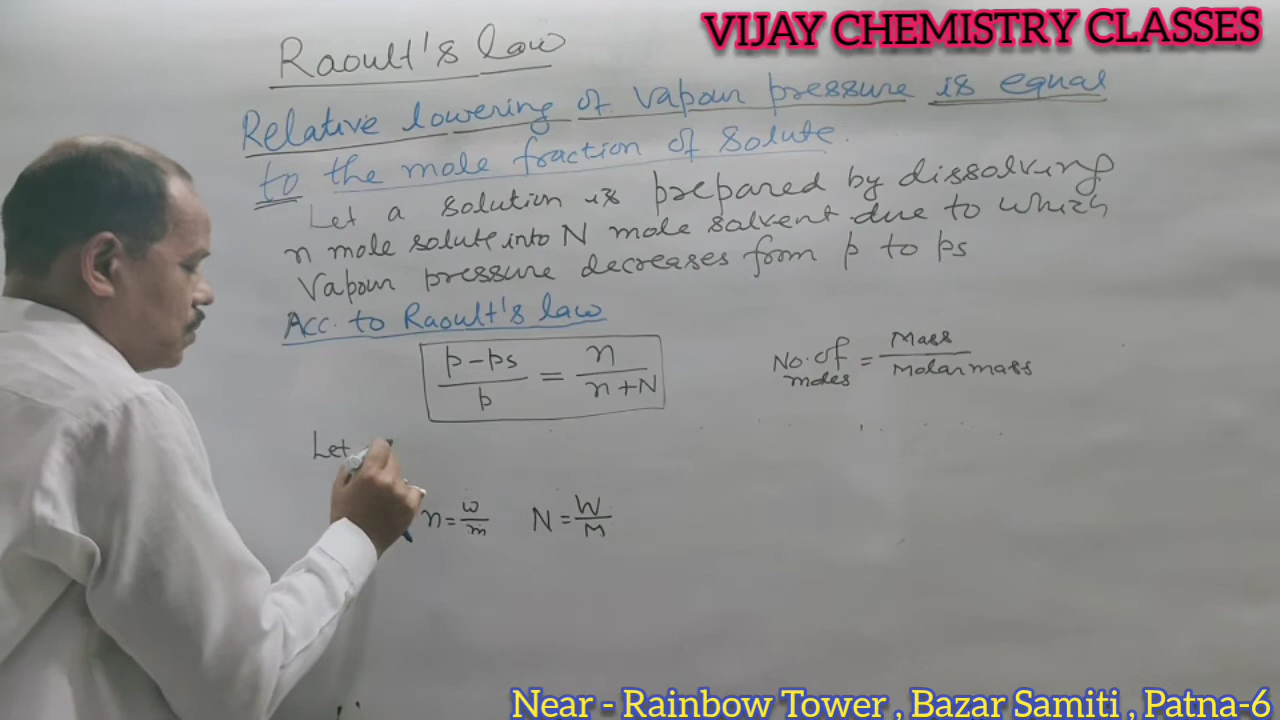 VIJAY CHEMISTRY CLASSES
Raoult's law
Relative lowering of vapour pressure is equal
to the mole fraction of solute.
Let a solution is prepared by dissolving
n mole solute into N mole solvent due to which
Vapour pressure decreases from p to ps
Acc. to Raoult's law
p-ps / p = n / n+N
No. of moles = Mass / Molar mass
Let
n = w/m N = W/M
Near - Rainbow Tower , Bazar Samiti , Patna-6